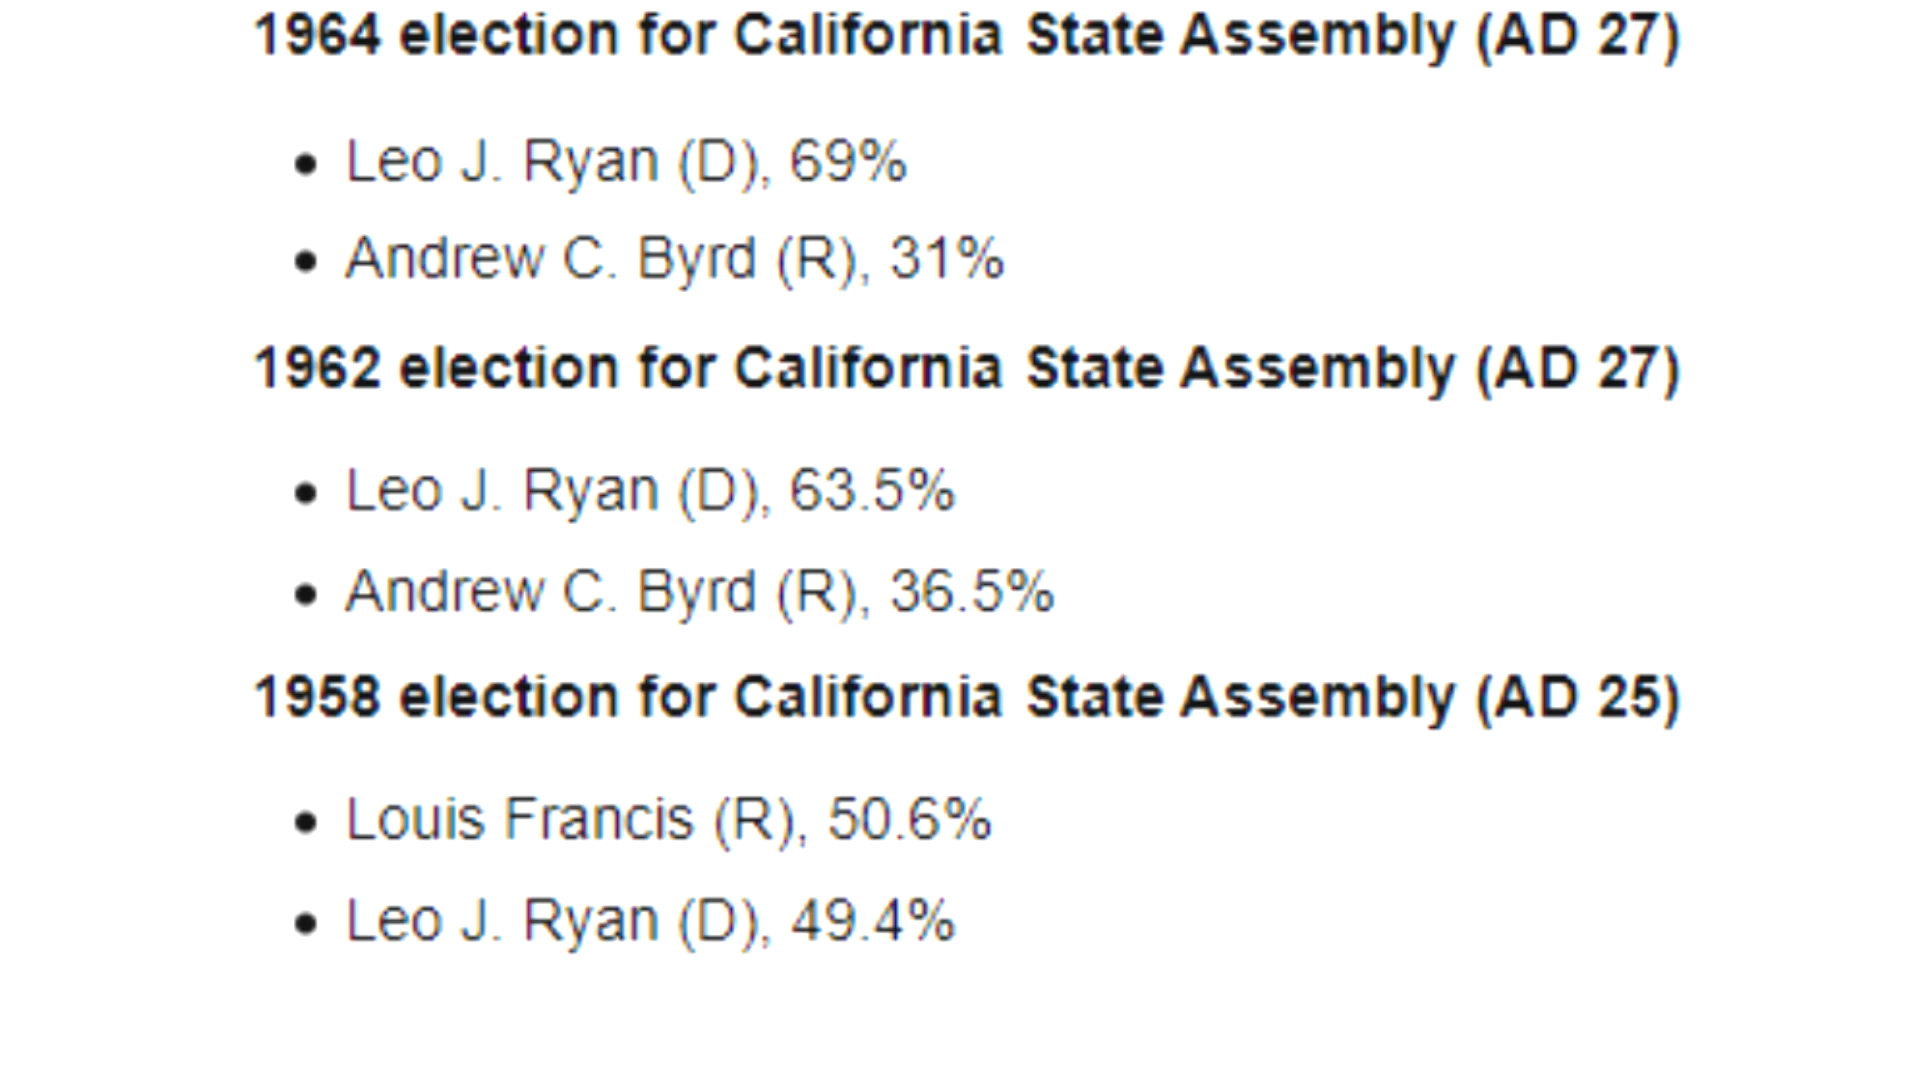 1964 election for California State Assembly (AD 27)
• Leo J. Ryan (D), 69%
• Andrew C. Byrd (R), 31%
1962 election for California State Assembly (AD 27)
• Leo J. Ryan (D), 63.5%
• Andrew C. Byrd (R), 36.5%
1958 election for California State Assembly (AD 25)
• Louis Francis (R), 50.6%
• Leo J. Ryan (D), 49.4%